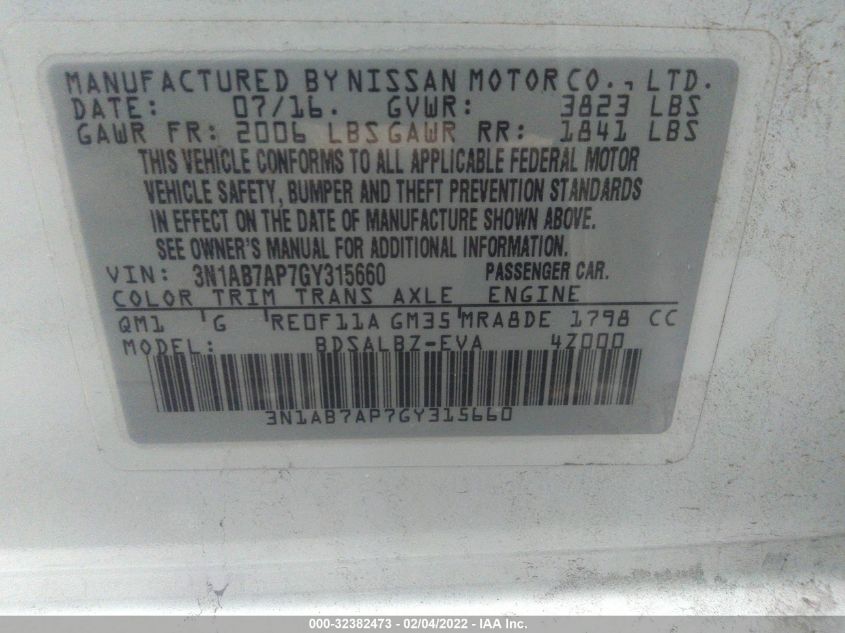 MANUFACTURED BY NISSAN MOTOR CO., LTD.
DATE: 07/16. GVWR: 3823 LBS
GAWR FR: 2006 LBS GAWR RR: 1841 LBS
THIS VEHICLE CONFORMS TO ALL APPLICABLE FEDERAL MOTOR
VEHICLE SAFETY, BUMPER AND THEFT PREVENTION STANDARDS
IN EFFECT ON THE DATE OF MANUFACTURE SHOWN ABOVE.
SEE OWNER'S MANUAL FOR ADDITIONAL INFORMATION.
VIN: 3N1AB7AP7GY315660 PASSENGER CAR.
COLOR TRIM TRANS AXLE ENGINE
QM1 G RE0F11A GM35 MRA8DE 1798 CC
MODEL: BDSALBZ-EVA 4Z000
3N1AB7AP7GY315660
000-32382473 - 02/04/2022 - IAA Inc.